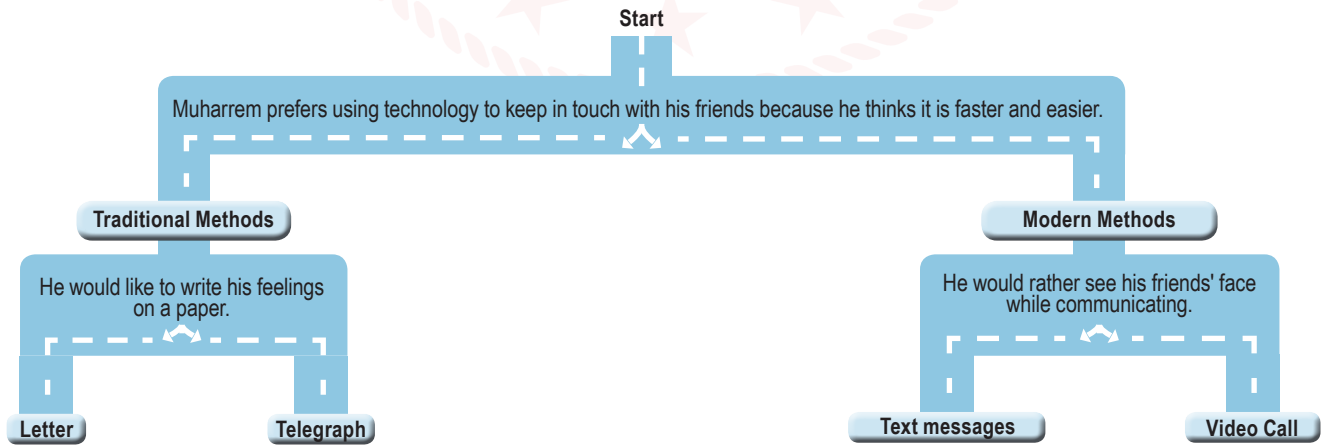 Start
Muharrem prefers using technology to keep in touch with his friends because he thinks it is faster and easier.
Traditional Methods
Modern Methods
He would like to write his feelings
on a paper.
He would rather see his friends' face
while communicating.
Letter
Telegraph
Text messages
Video Call